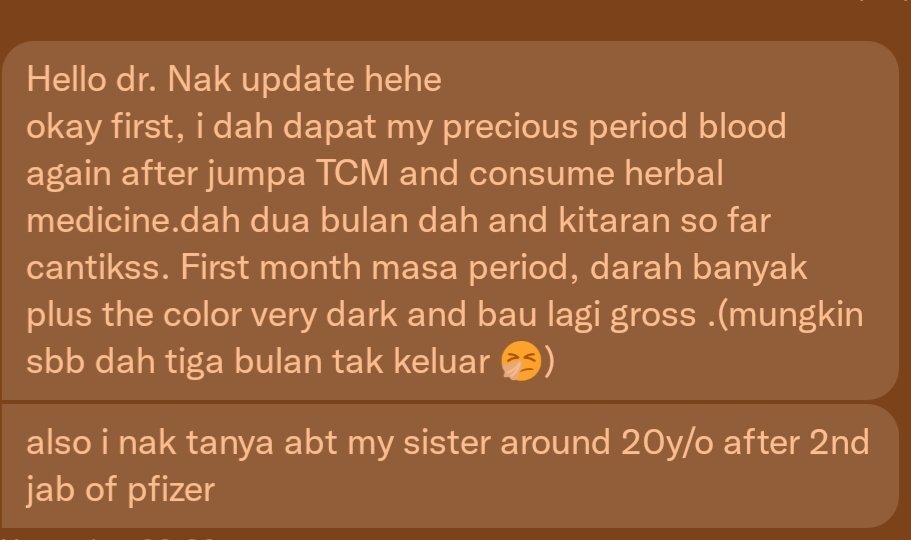 Hello dr. Nak update hehe
okay first, i dah dapat my precious period blood
again after jumpa TCM and consume herbal
medicine.dah dua bulan dah and kitaran so far
cantikss. First month masa period, darah banyak
plus the color very dark and bau lagi gross .(mungkin
sbb dah tiga bulan tak keluar 🤧)
also i nak tanya abt my sister around 20y/o after 2nd
jab of pfizer